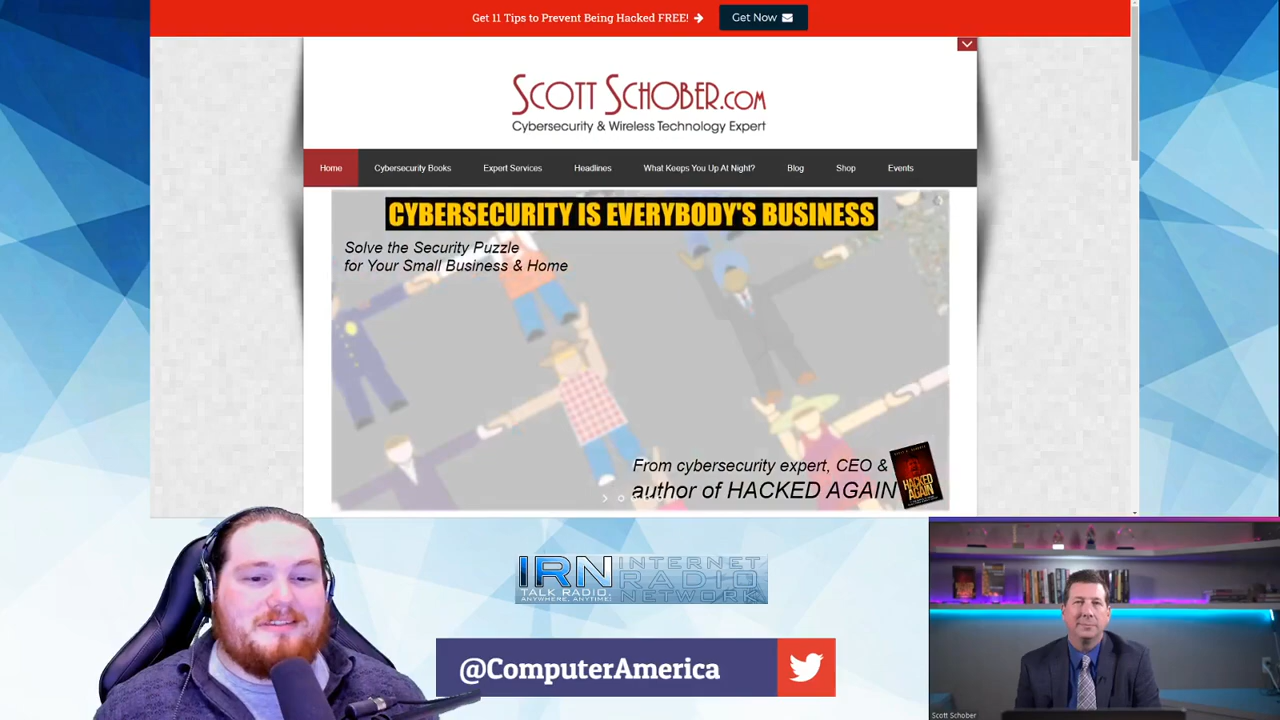 Get 11 Tips to Prevent Being Hacked FREE!
Get Now
SCOTT SCHOBER.COM
Cybersecurity & Wireless Technology Expert
Home Cybersecurity Books Expert Services Headlines What Keeps You Up At Night? Blog Shop Events
CYBERSECURITY IS EVERYBODY'S BUSINESS
Solve the Security Puzzle
for Your Small Business & Home
From cybersecurity expert, CEO &
author of HACKED AGAIN
HACKED
AGAIN
IRN INTERNET
RADIO
NETWORK
TALK RADIO.
ANYWHERE, ANYTIME.
@ComputerAmerica
Scott Schober